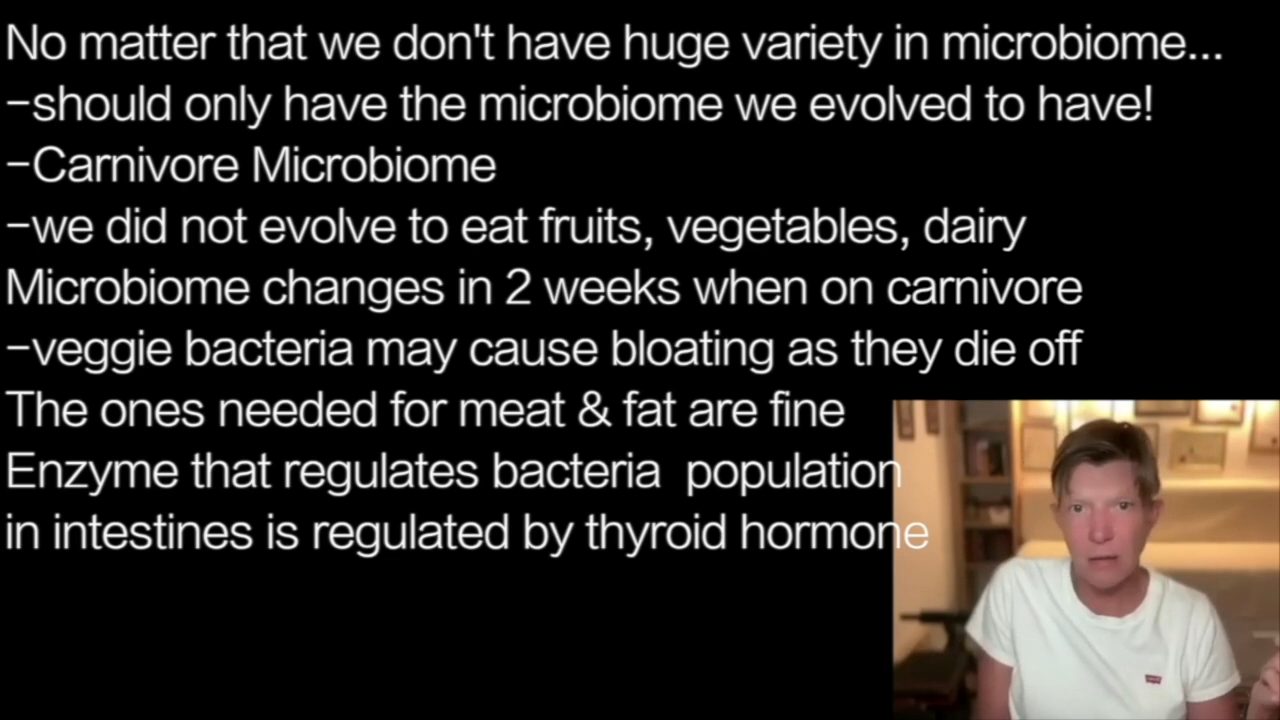 No matter that we don't have huge variety in microbiome...
-should only have the microbiome we evolved to have!
-Carnivore Microbiome
-we did not evolve to eat fruits, vegetables, dairy
Microbiome changes in 2 weeks when on carnivore
-veggie bacteria may cause bloating as they die off
The ones needed for meat & fat are fine
Enzyme that regulates bacteria  population
in intestines is regulated by thyroid hormone